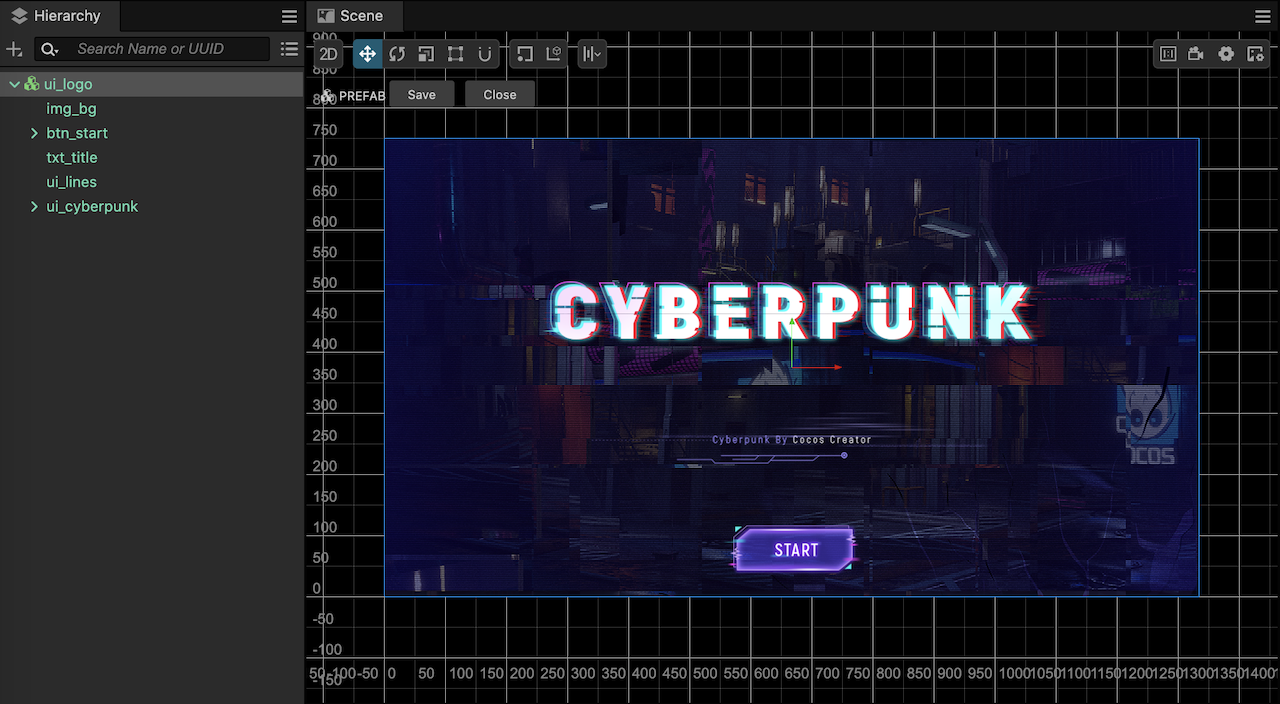 Hierarchy
Scene
Search Name or UUID
2D
ui_logo
img_bg
btn_start
txt_title
ui_lines
ui_cyberpunk
PREFAB
Save
Close
900
850
800
750
700
650
600
550
500
450
400
350
300
250
200
150
100
50
0
-50
-100
-150
CYBERPUNK
Cyberpunk By Cocos Creator
COCOS
START
-100 -50 0 50 100 150 200 250 300 350 400 450 500 550 600 650 700 750 800 850 900 950 1000 1050 1100 1150 1200 1250 1300 1350 1400